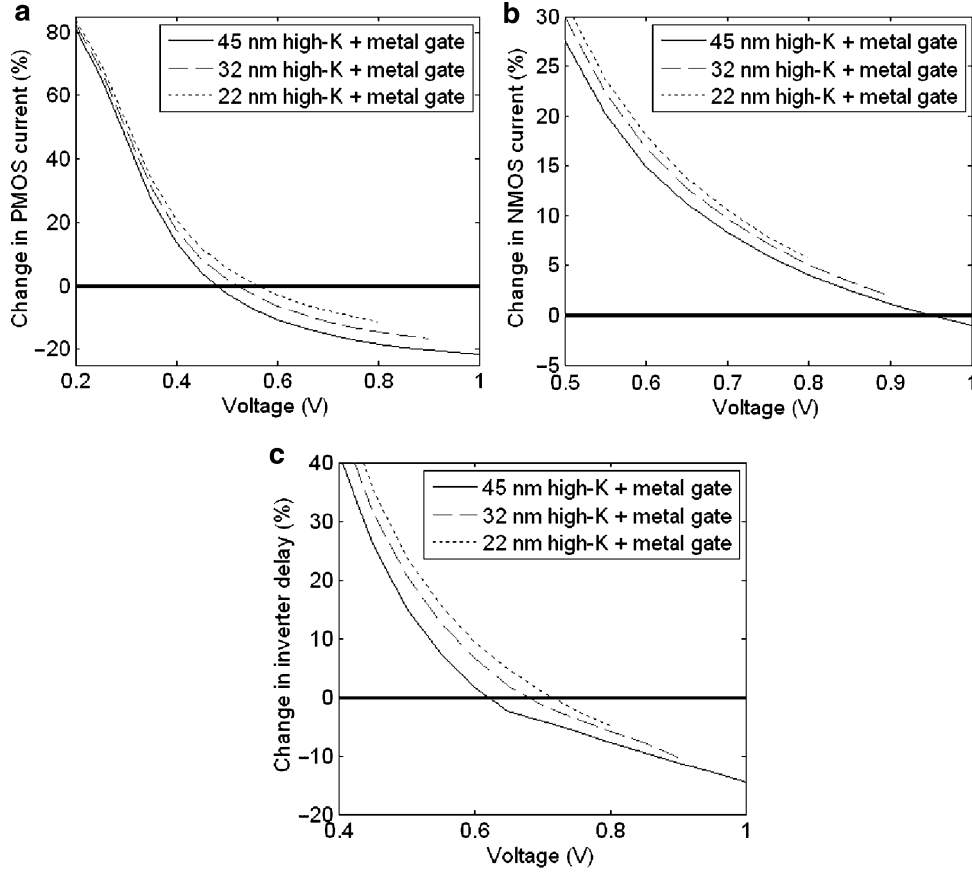 a
Change in PMOS current (%)
80
60
40
20
0
−20
45 nm high-K + metal gate
32 nm high-K + metal gate
22 nm high-K + metal gate
0.2
0.4
0.6
0.8
1
Voltage (V)
b
Change in NMOS current (%)
30
25
20
15
10
5
0
−5
45 nm high-K + metal gate
32 nm high-K + metal gate
22 nm high-K + metal gate
0.5
0.6
0.7
0.8
0.9
1
Voltage (V)
c
Change in inverter delay (%)
40
30
20
10
0
−10
−20
45 nm high-K + metal gate
32 nm high-K + metal gate
22 nm high-K + metal gate
0.4
0.6
0.8
1
Voltage (V)